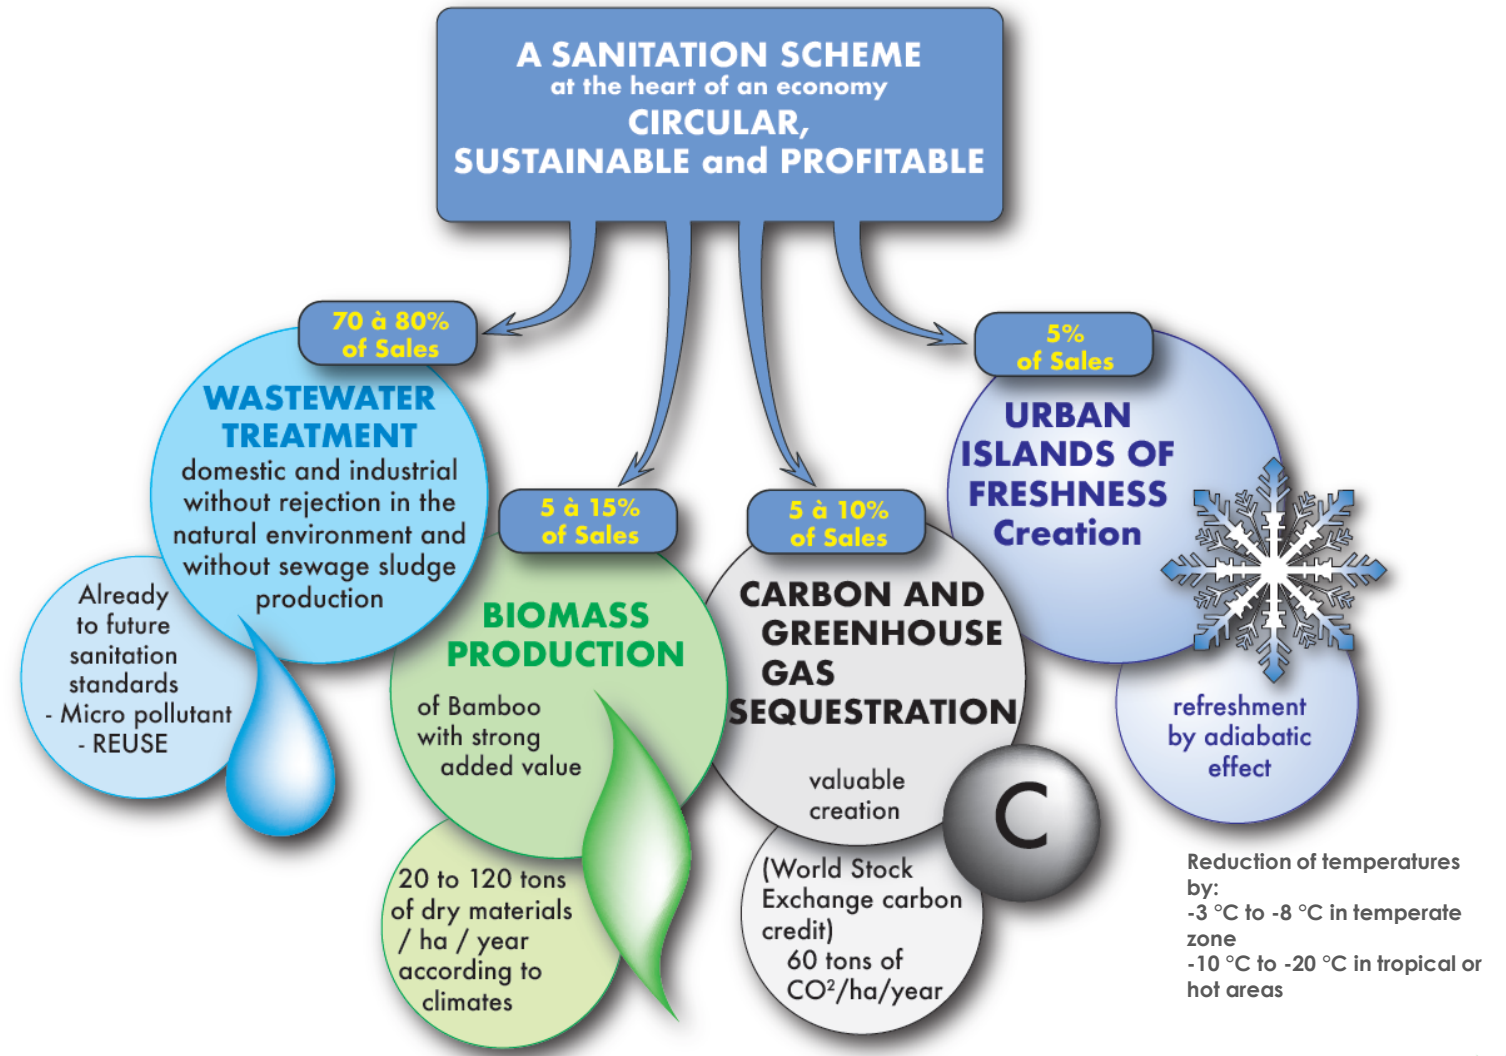 A SANITATION SCHEME
at the heart of an economy
CIRCULAR,
SUSTAINABLE and PROFITABLE
70 à 80%
of Sales
WASTEWATER
TREATMENT
domestic and industrial
without rejection in the
natural environment and
without sewage sludge
production
Already
to future
sanitation
standards
- Micro pollutant
- REUSE
5 à 15%
of Sales
BIOMASS
PRODUCTION
of Bamboo
with strong
added value
20 to 120 tons
of dry materials
/ ha / year
according to
climates
5 à 10%
of Sales
CARBON AND
GREENHOUSE
GAS
SEQUESTRATION
valuable
creation
C
(World Stock
Exchange carbon
credit)
60 tons of
CO²/ha/year
5%
of Sales
URBAN
ISLANDS OF
FRESHNESS
Creation
refreshment
by adiabatic
effect
Reduction of temperatures
by:
-3 °C to -8 °C in temperate
zone
-10 °C to -20 °C in tropical or
hot areas